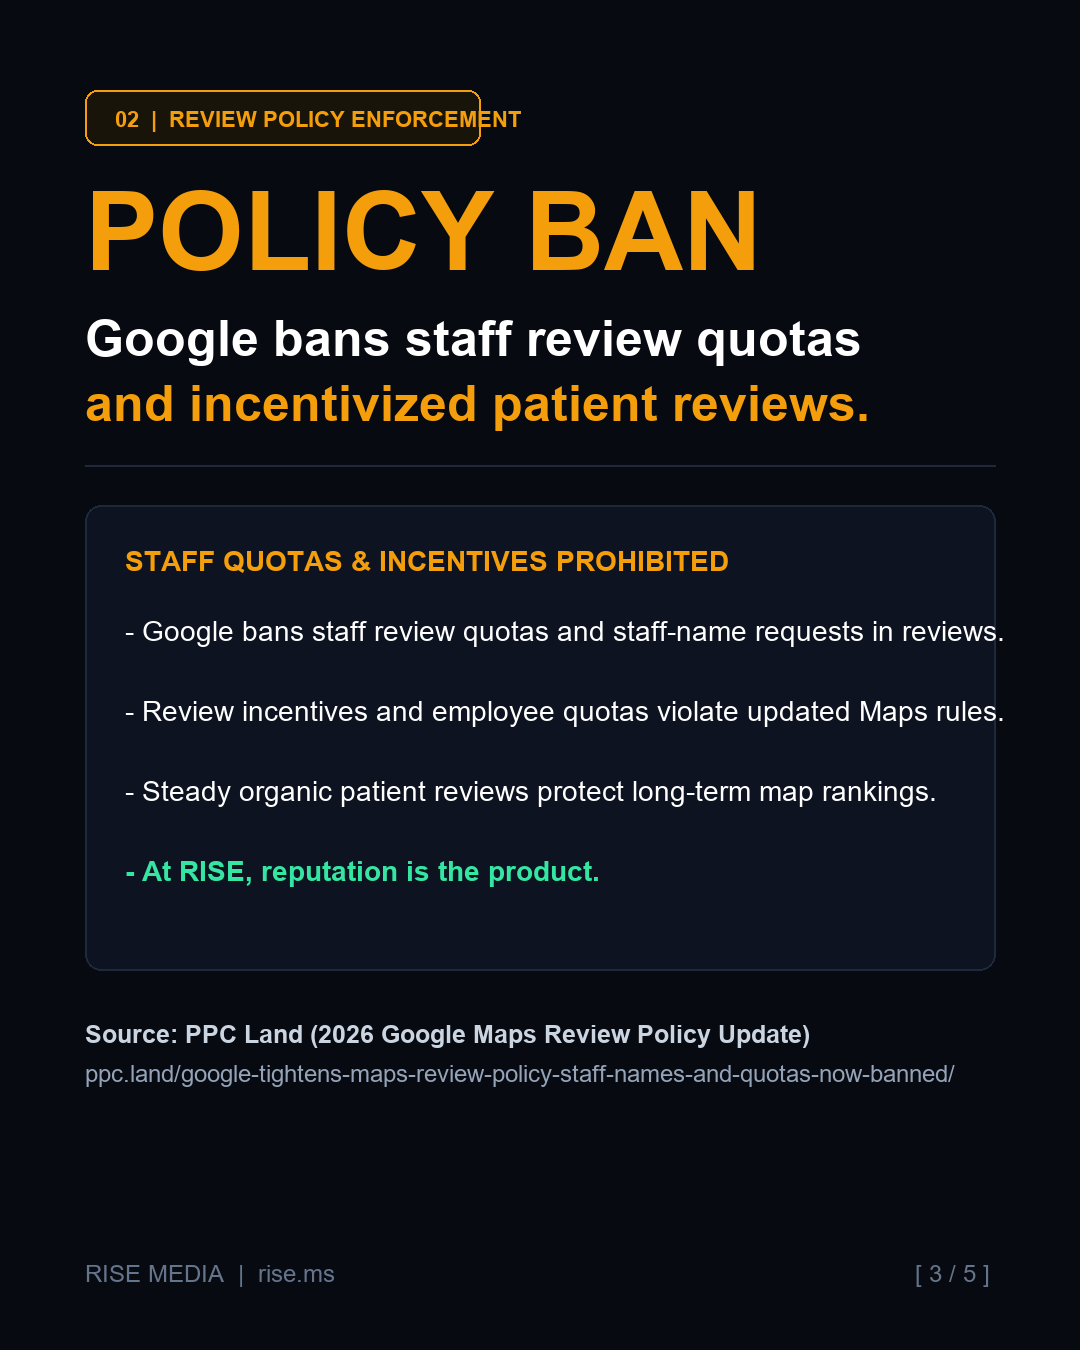 02 | REVIEW POLICY ENFORCEMENT
POLICY BAN
Google bans staff review quotas
and incentivized patient reviews.
STAFF QUOTAS & INCENTIVES PROHIBITED
- Google bans staff review quotas and staff-name requests in reviews.
- Review incentives and employee quotas violate updated Maps rules.
- Steady organic patient reviews protect long-term map rankings.
- At RISE, reputation is the product.
Source: PPC Land (2026 Google Maps Review Policy Update)
ppc.land/google-tightens-maps-review-policy-staff-names-and-quotas-now-banned/
RISE MEDIA | rise.ms
[ 3 / 5 ]